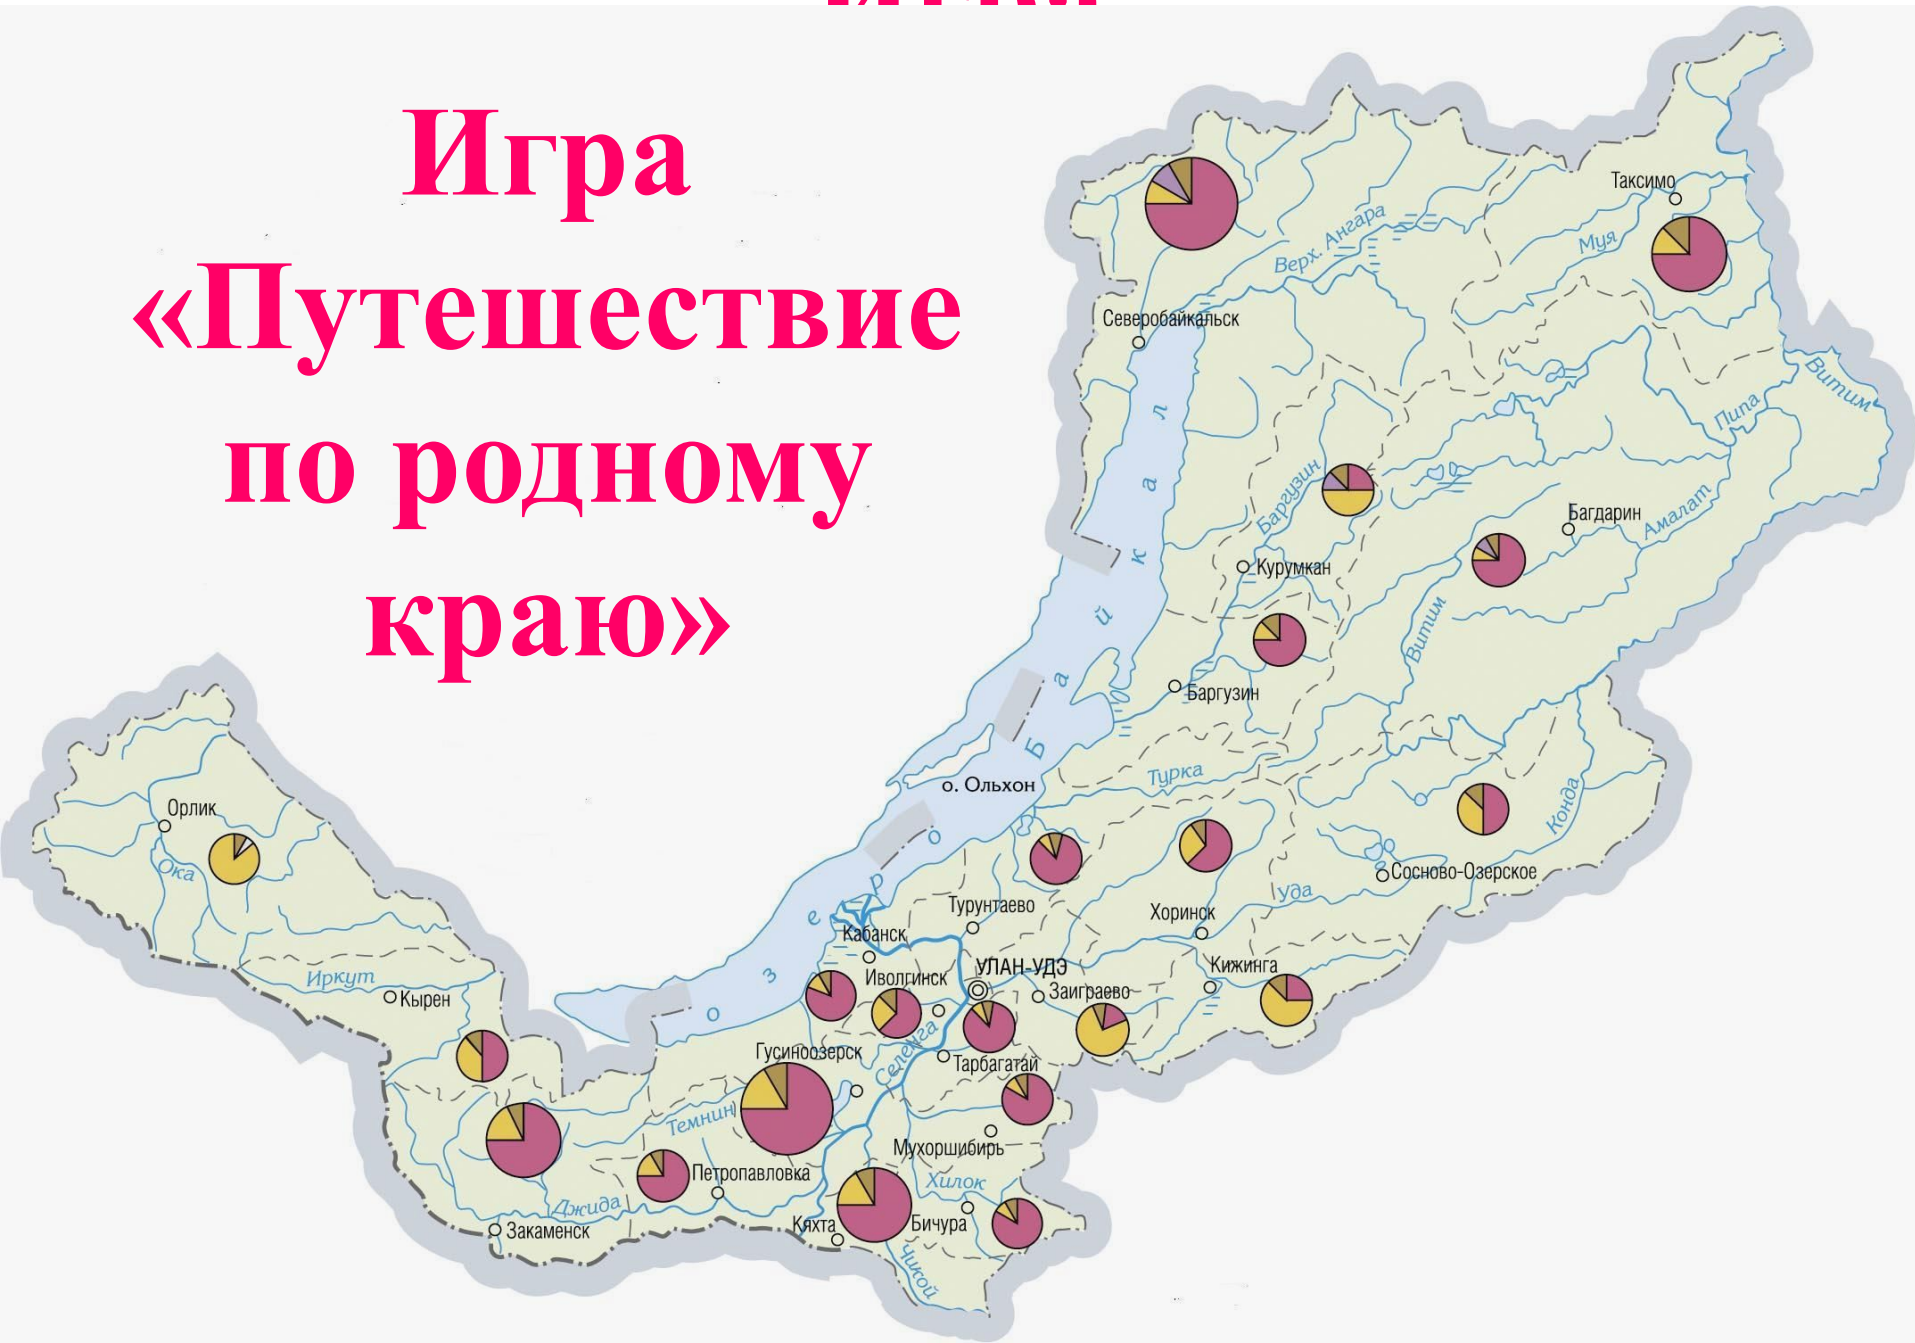 Игра
«Путешествие
по родному
краю»
Таксимо
Муя
Верх. Ангара
Северобайкальск
Витим
Ципа
Баргузин
Багдарин
Амалат
Курумкан
Витим
Баргузин
о. Ольхон
Турка
Конда
Орлик
Ока
Сосново-Озерское
Уда
Турунтаево
Хоринск
Кабанск
УЛАН-УДЭ
Кижинга
Иволгинск
Заиграево
Иркут
Кырен
озеро Байкал
Гусиноозерск
Селенга
Тарбагатай
Темник
Мухоршибирь
Петропавловка
Хилок
Джида
Закаменск
Кяхта
Бичура
Чикой